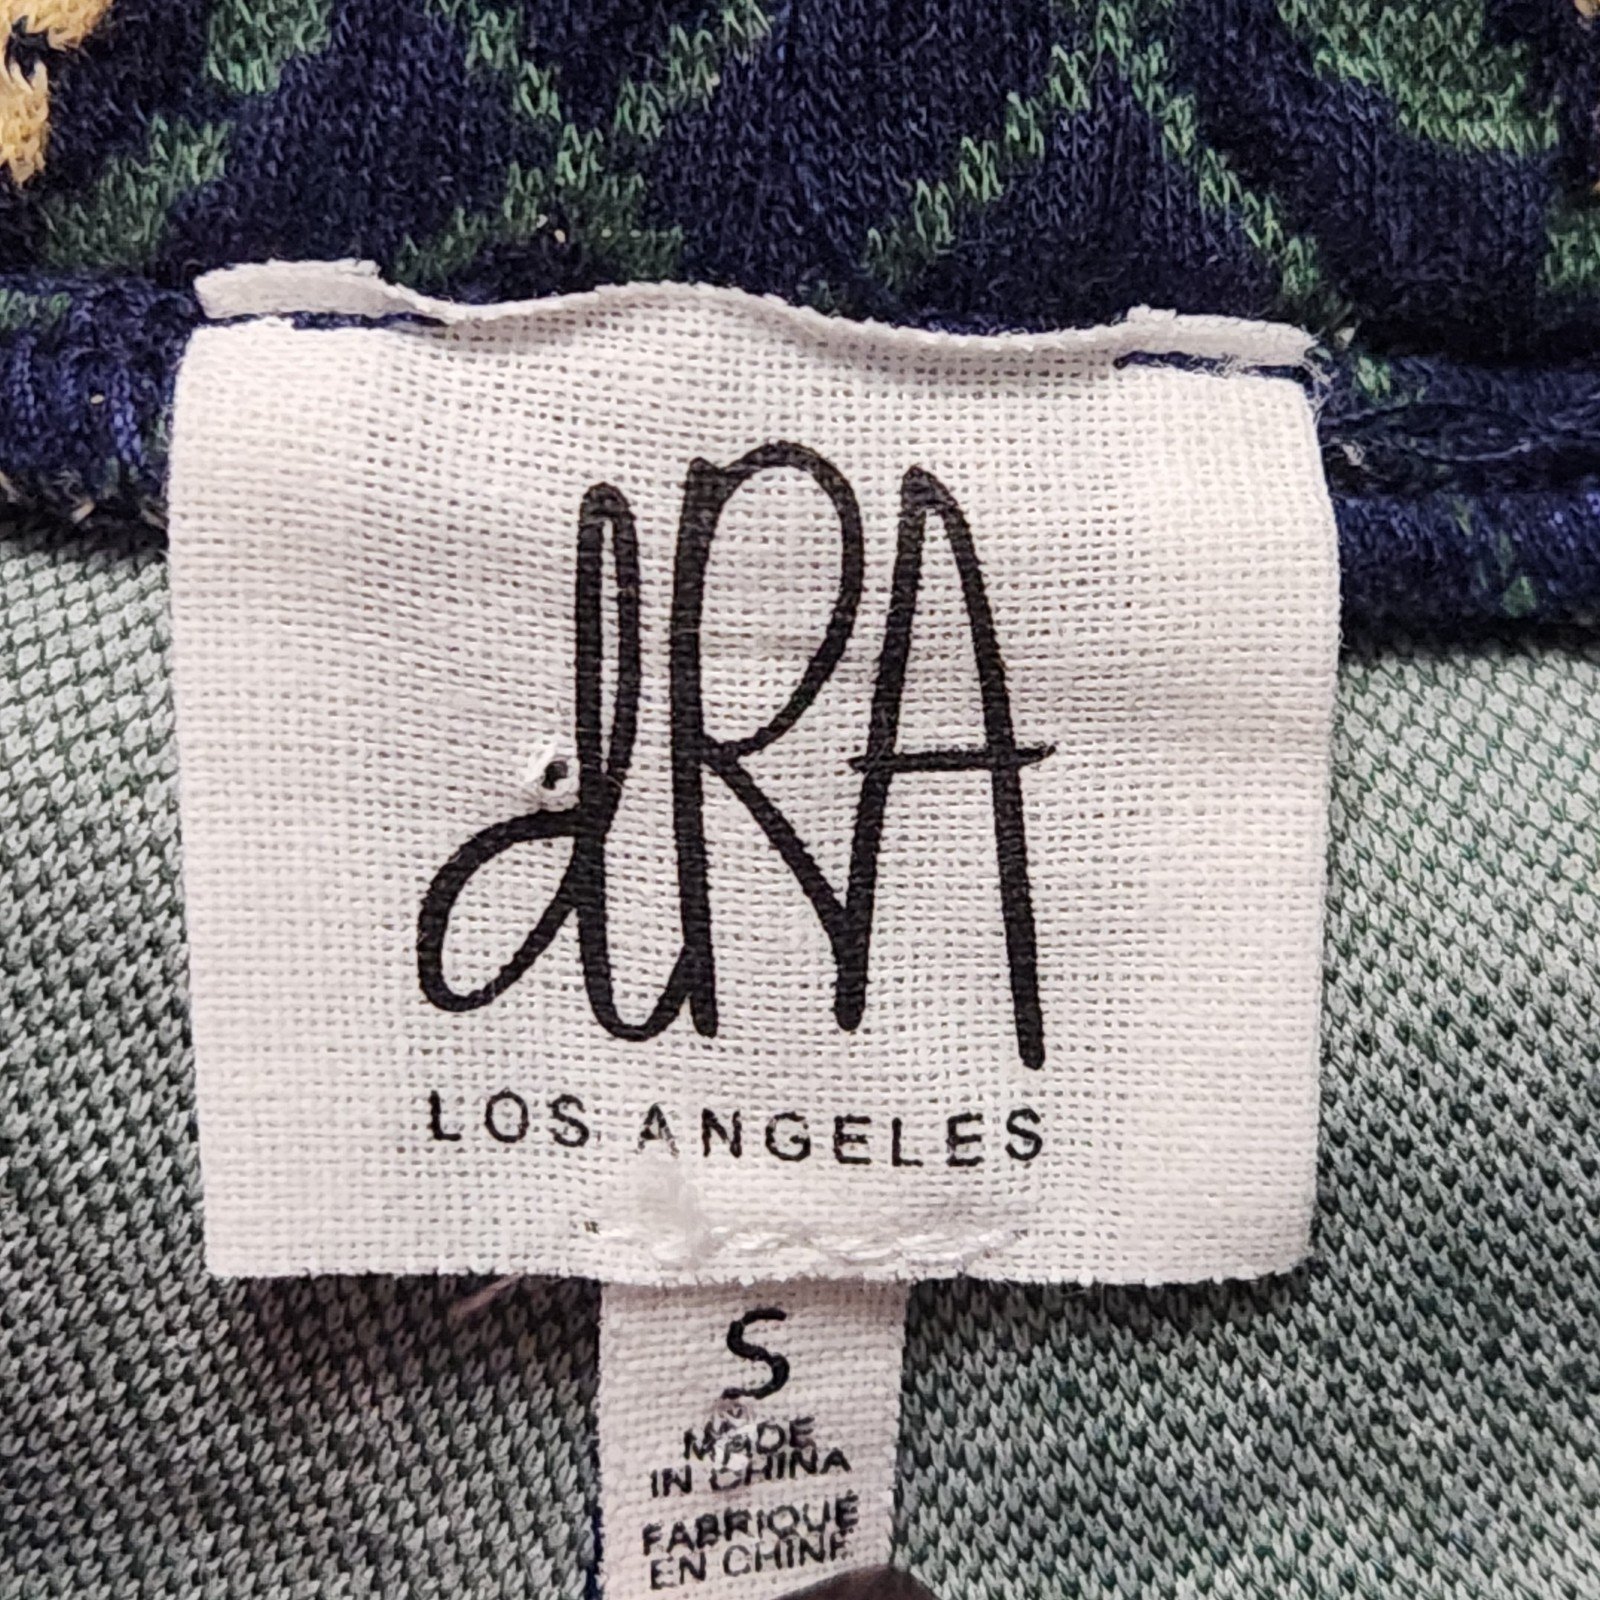 dRA
LOS ANGELES
S
MADE
IN CHINA
FABRIQUÉ
EN CHINE